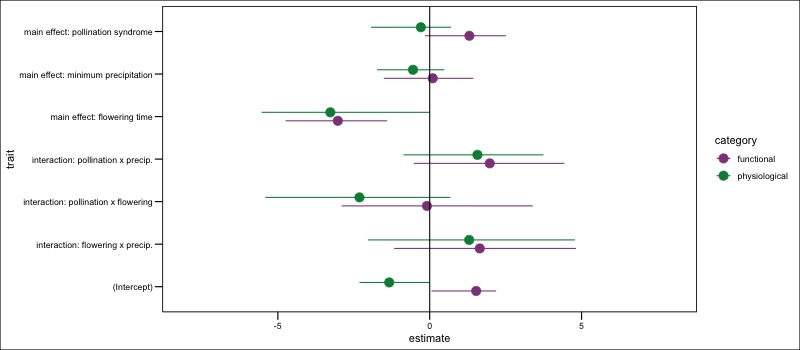 main effect: pollination syndrome
main effect: minimum precipitation
main effect: flowering time
interaction: pollination x precip.
interaction: pollination x flowering
interaction: flowering x precip.
(Intercept)
trait
-5
0
5
estimate
category
functional
physiological